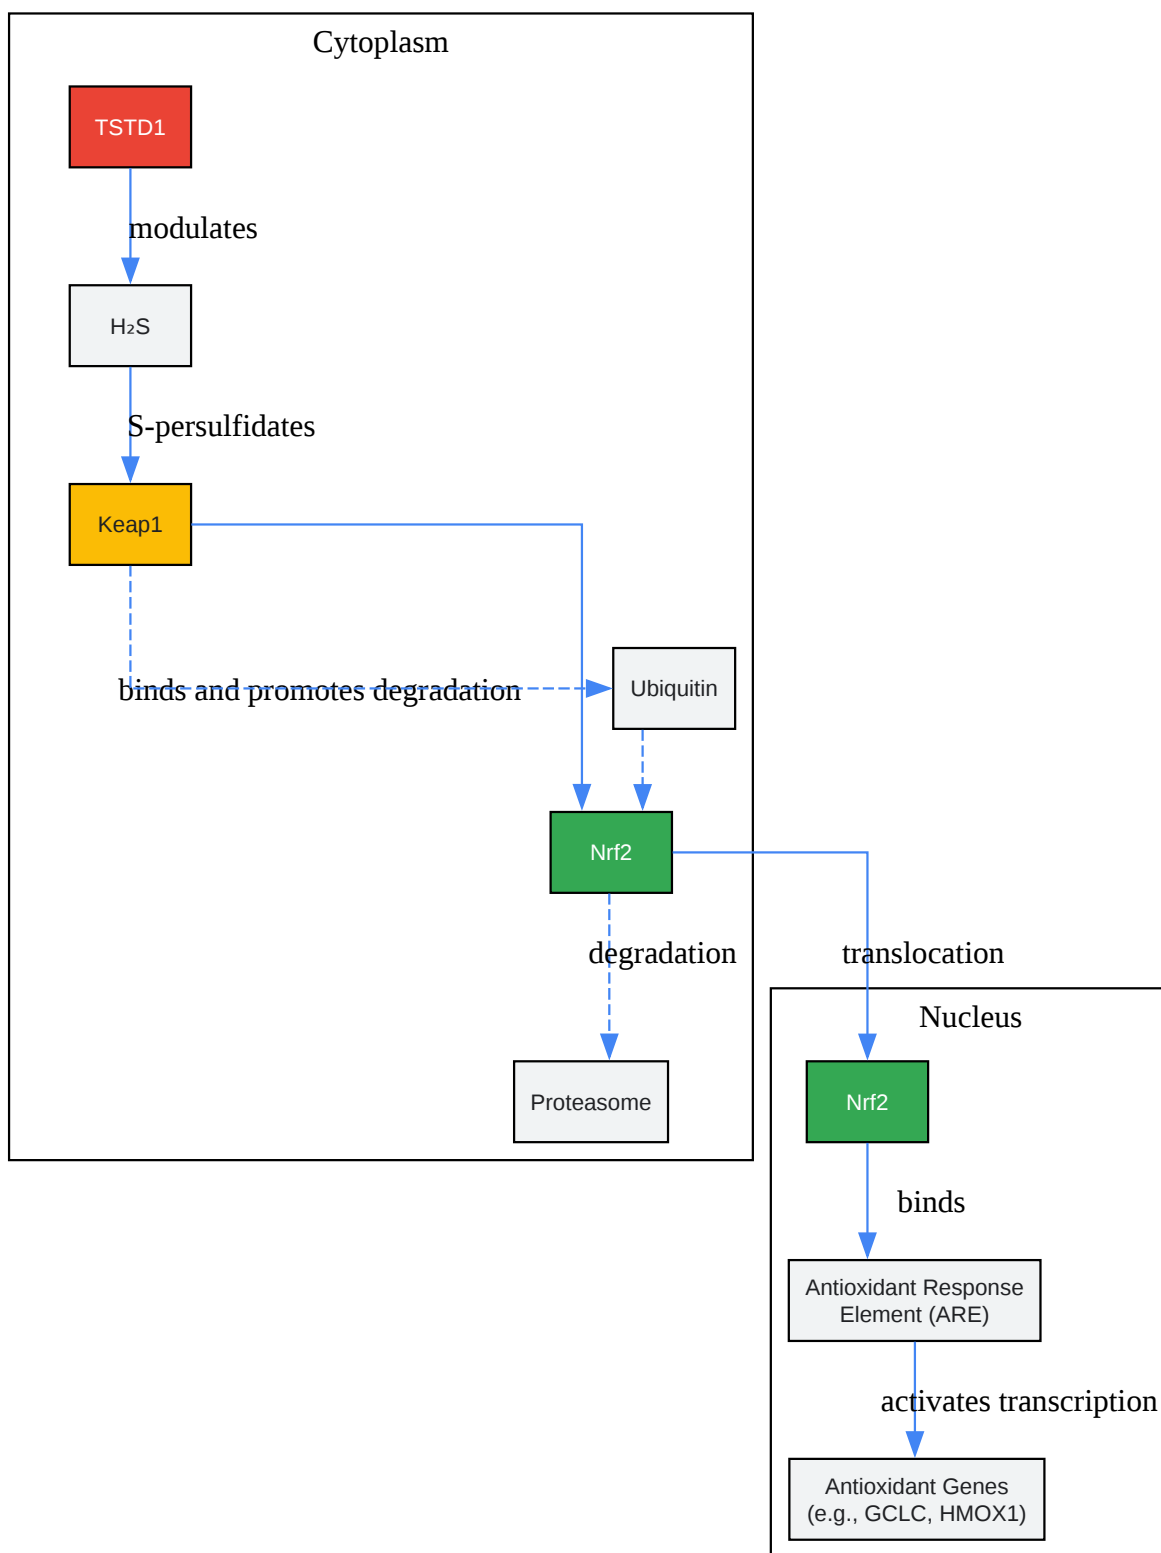 Cytoplasm
TSTD1
modulates
H₂S
S-persulfidates
Keap1
binds and promotes degradation
Ubiquitin
Nrf2
degradation
translocation
Proteasome
Nucleus
Nrf2
binds
Antioxidant Response
Element (ARE)
activates transcription
Antioxidant Genes
(e.g., GCLC, HMOX1)